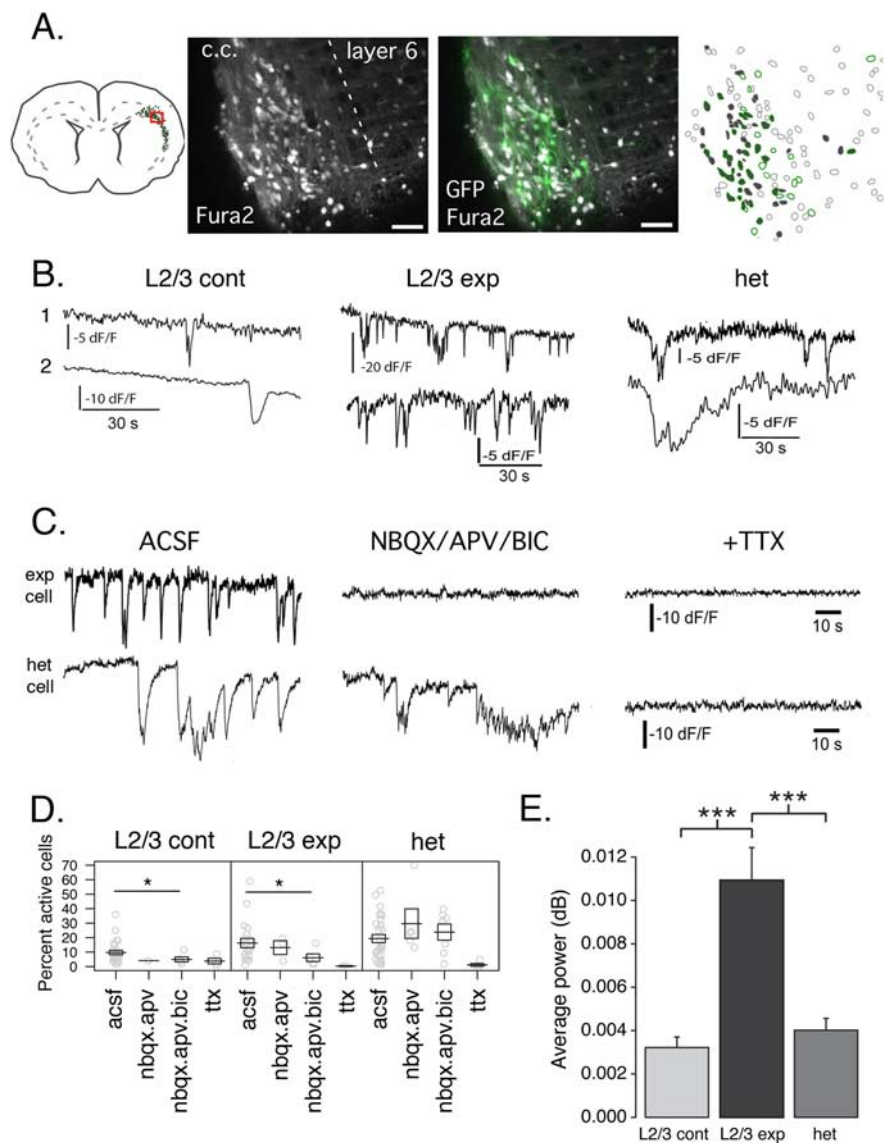 A.
c.c. layer 6
Fura2
GFP
Fura2
B.
L2/3 cont L2/3 exp het
1
-5 dF/F
-20 dF/F
-5 dF/F
2
-10 dF/F
30 s
-5 dF/F
30 s
-5 dF/F
30 s
C.
ACSF NBQX/APV/BIC +TTX
exp
cell
-10 dF/F
10 s
het
cell
-10 dF/F
10 s
D.
L2/3 cont L2/3 exp het
Percent active cells
70
60
50
40
30
20
10
0
* *
acsf nbqx.apv nbqx.apv.bic ttx acsf nbqx.apv nbqx.apv.bic ttx acsf nbqx.apv nbqx.apv.bic ttx
E.
*** ***
Average power (dB)
0.012
0.010
0.008
0.006
0.004
0.002
0.000
L2/3 cont L2/3 exp het